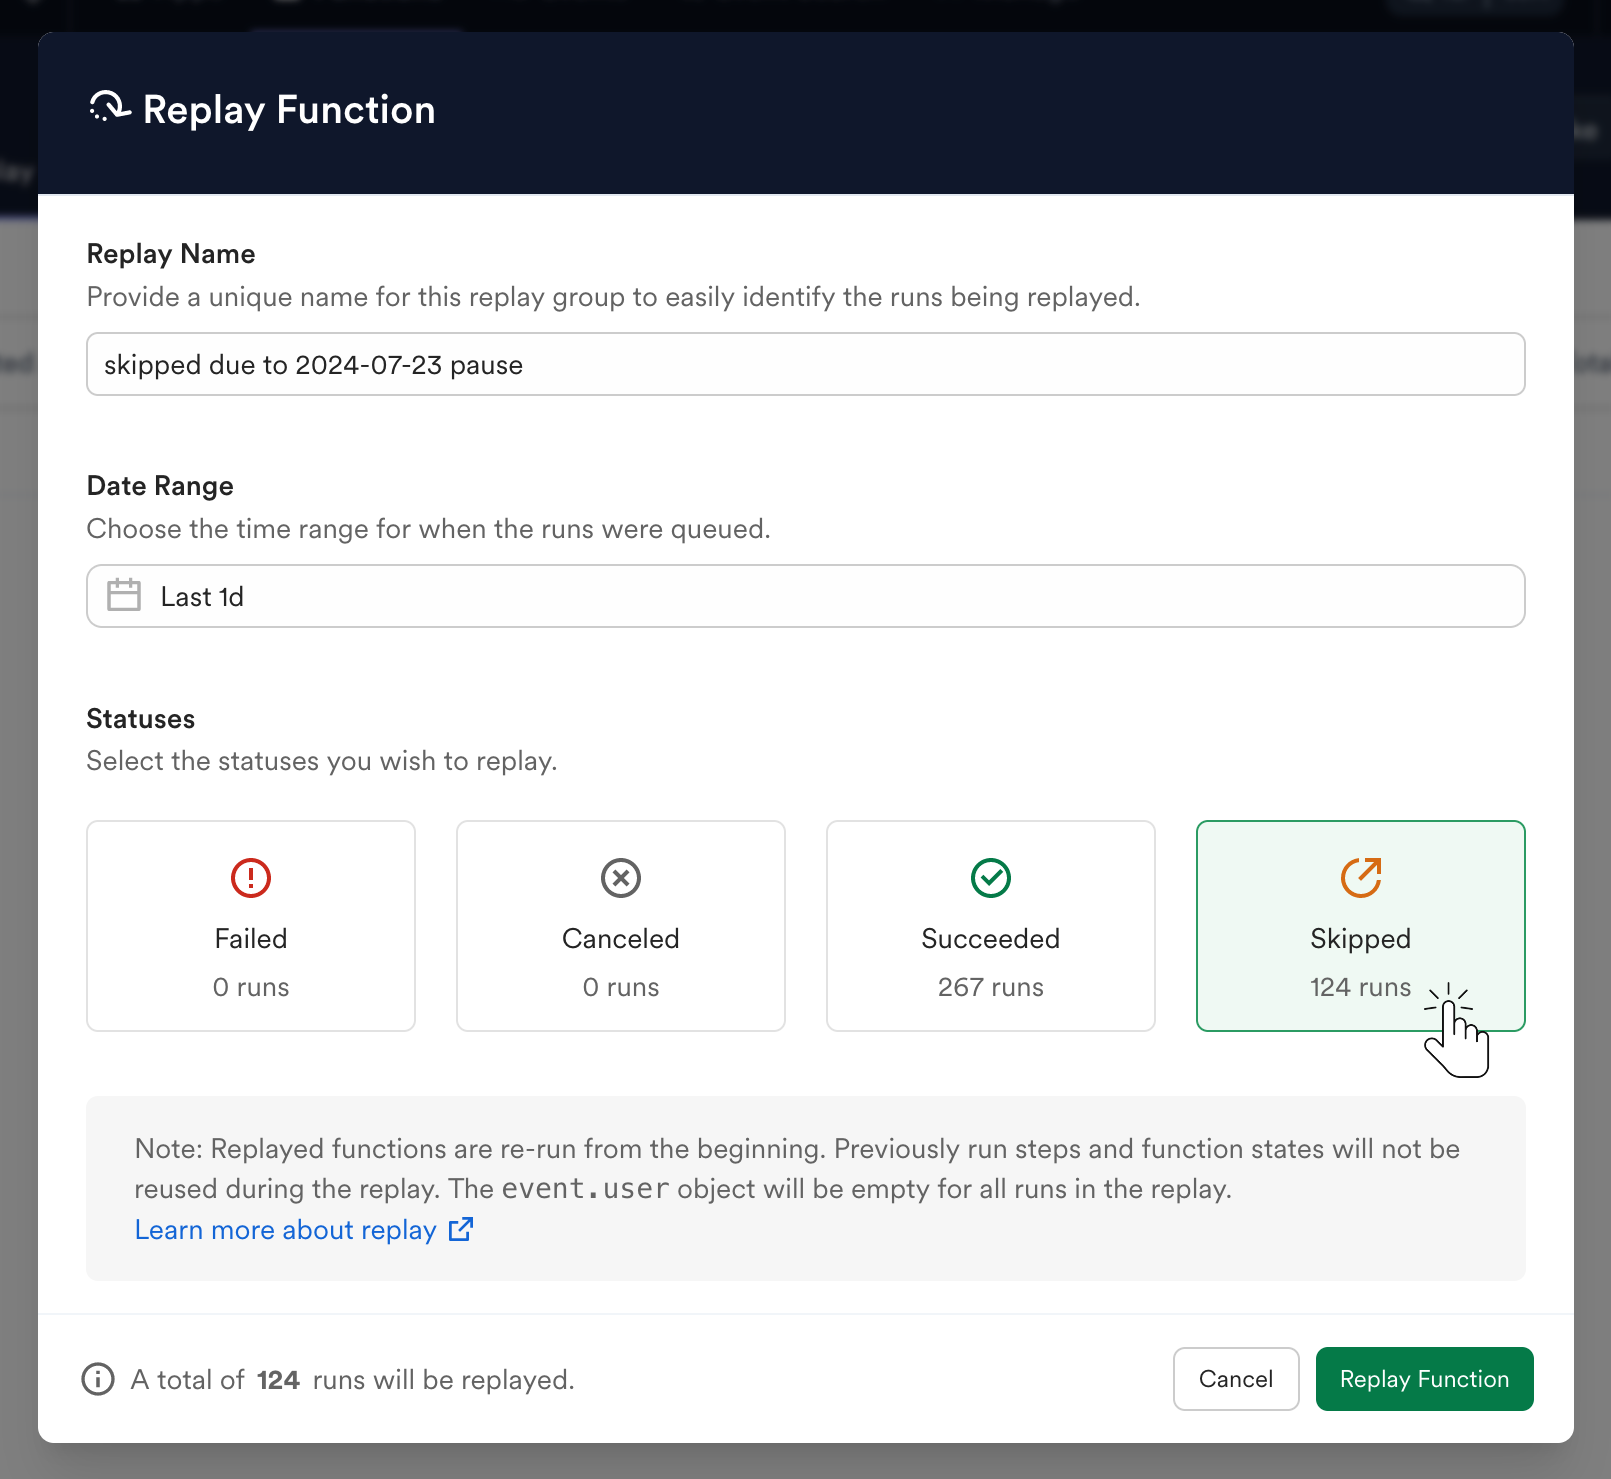 Replay Function
Replay Name
Provide a unique name for this replay group to easily identify the runs being replayed.
skipped due to 2024-07-23 pause
Date Range
Choose the time range for when the runs were queued.
Last 1d
Statuses
Select the statuses you wish to replay.
Failed
0 runs
Canceled
0 runs
Succeeded
267 runs
Skipped
124 runs
Note: Replayed functions are re-run from the beginning. Previously run steps and function states will not be
reused during the replay. The event.user object will be empty for all runs in the replay.
Learn more about replay
A total of 124 runs will be replayed.
Cancel
Replay Function